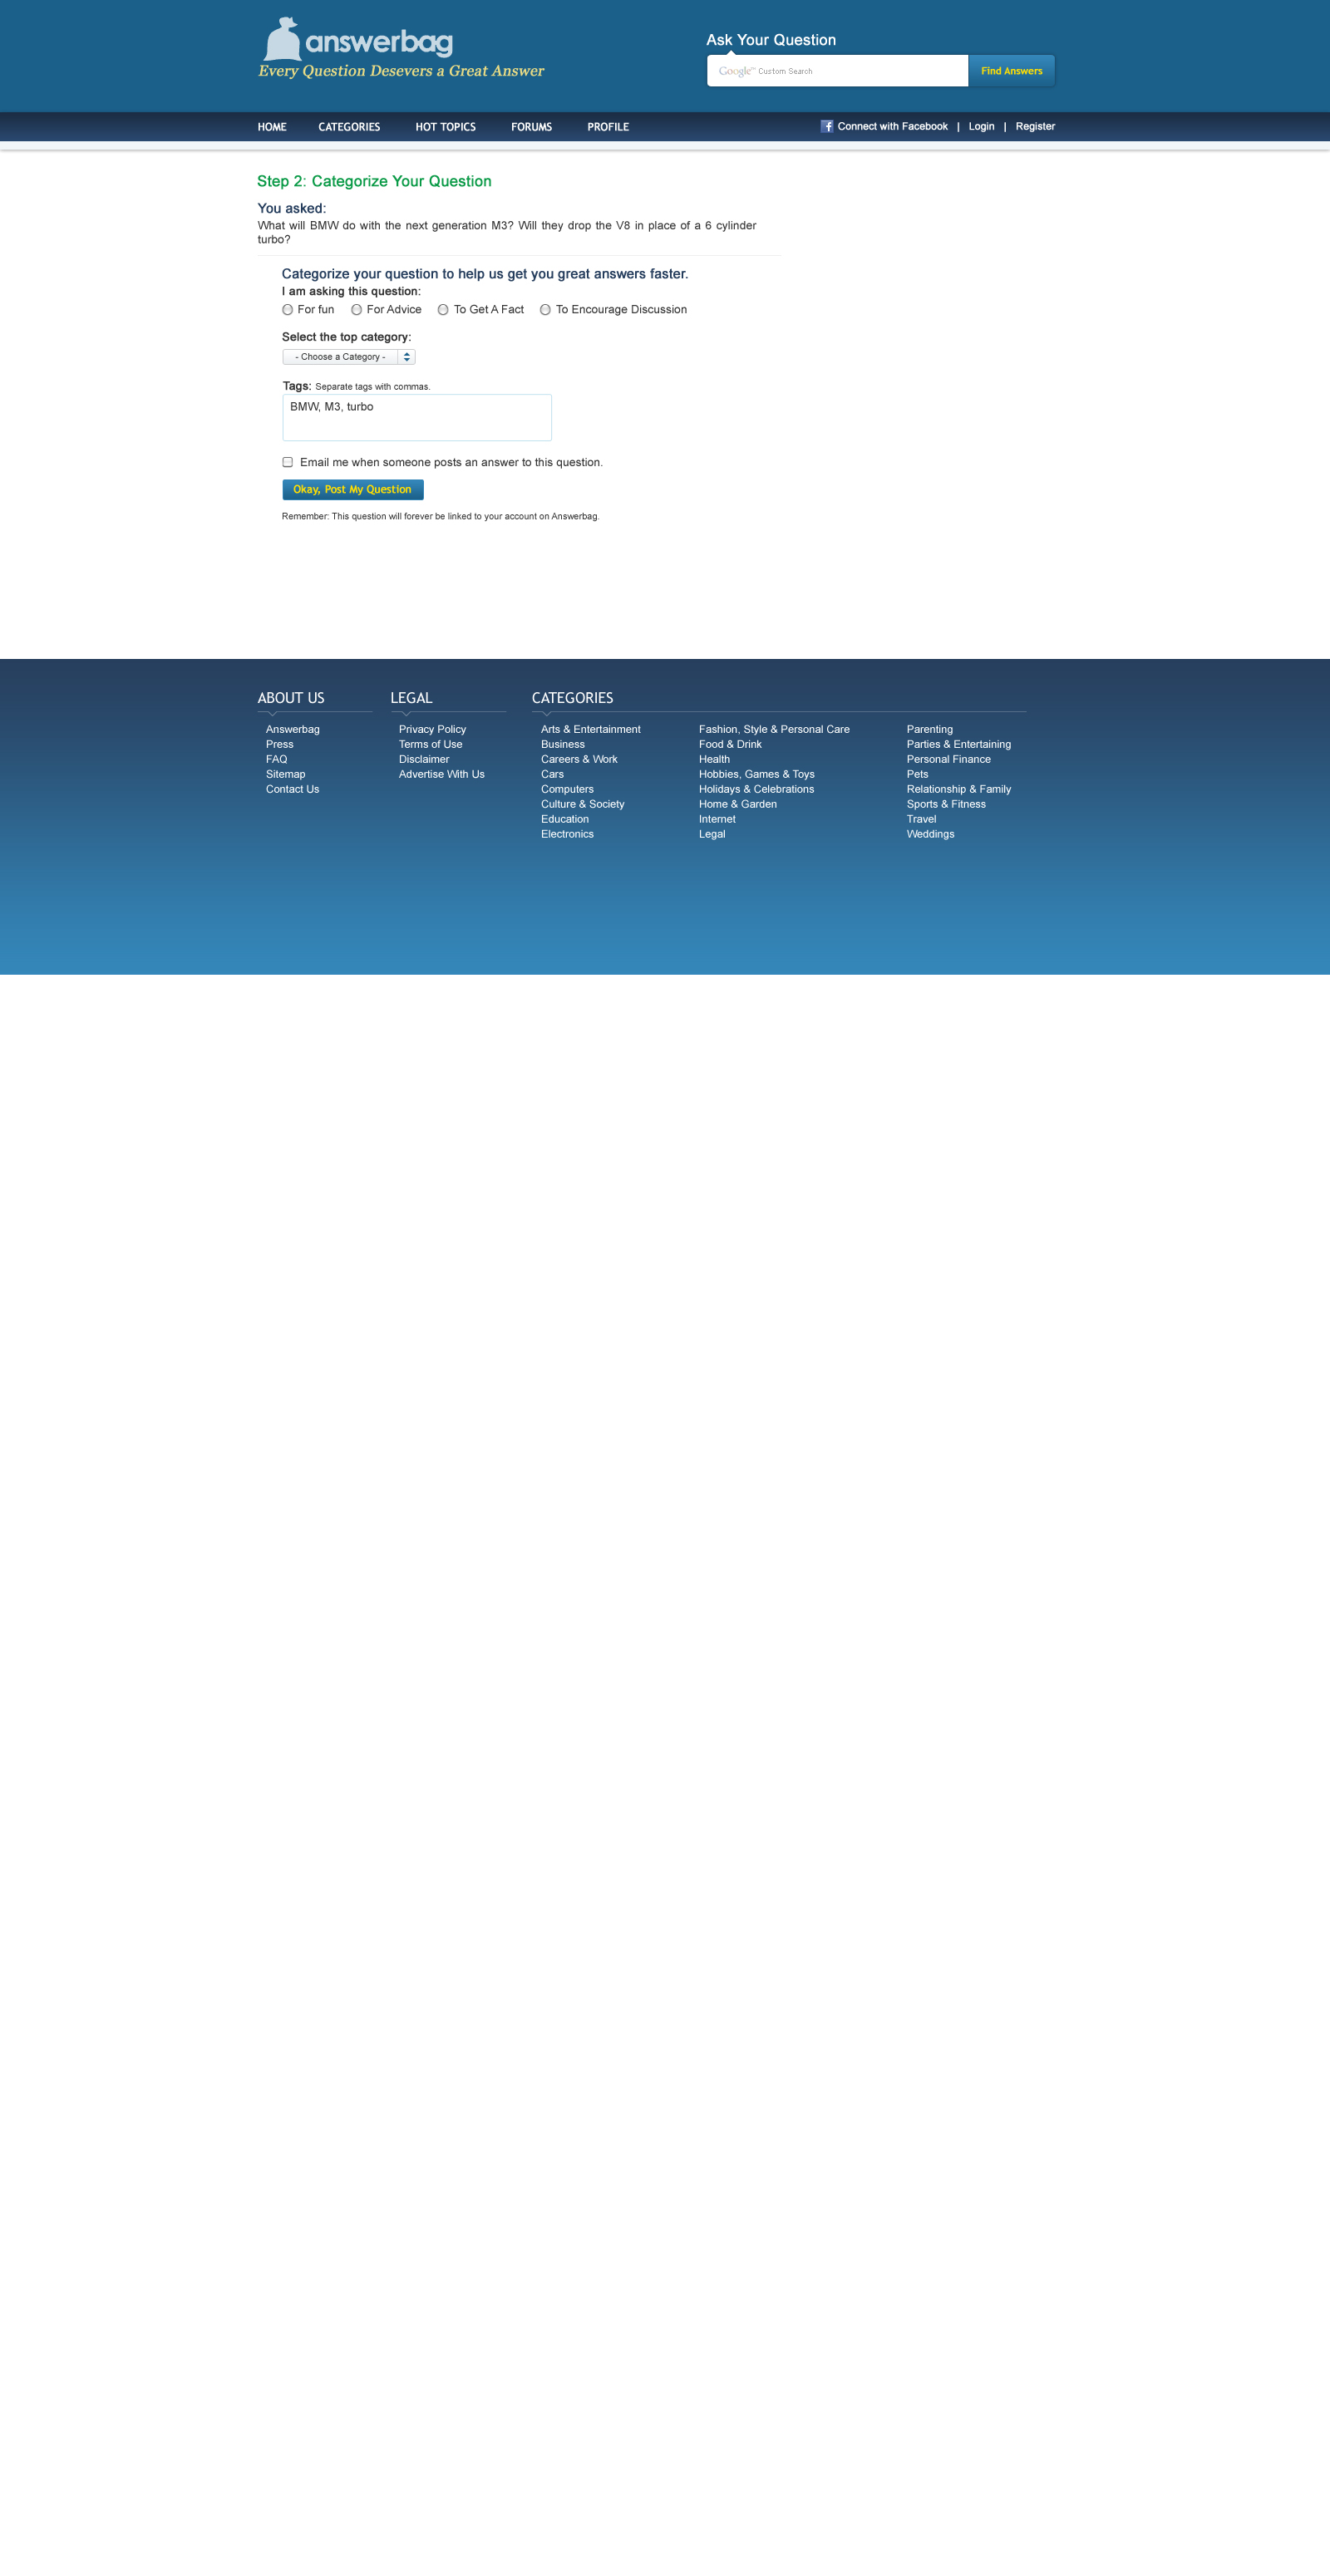 answerbag
Every Question Desevers a Great Answer
Ask Your Question
Google™ Custom Search
Find Answers
HOME CATEGORIES HOT TOPICS FORUMS PROFILE
f Connect with Facebook | Login | Register
Step 2: Categorize Your Question
You asked:
What will BMW do with the next generation M3? Will they drop the V8 in place of a 6 cylinder
turbo?
Categorize your question to help us get you great answers faster.
I am asking this question:
For fun For Advice To Get A Fact To Encourage Discussion
Select the top category:
- Choose a Category -
Tags: Separate tags with commas.
BMW, M3, turbo
Email me when someone posts an answer to this question.
Okay, Post My Question
Remember: This question will forever be linked to your account on Answerbag.
ABOUT US
Answerbag
Press
FAQ
Sitemap
Contact Us
LEGAL
Privacy Policy
Terms of Use
Disclaimer
Advertise With Us
CATEGORIES
Arts & Entertainment
Business
Careers & Work
Cars
Computers
Culture & Society
Education
Electronics
Fashion, Style & Personal Care
Food & Drink
Health
Hobbies, Games & Toys
Holidays & Celebrations
Home & Garden
Internet
Legal
Parenting
Parties & Entertaining
Personal Finance
Pets
Relationship & Family
Sports & Fitness
Travel
Weddings